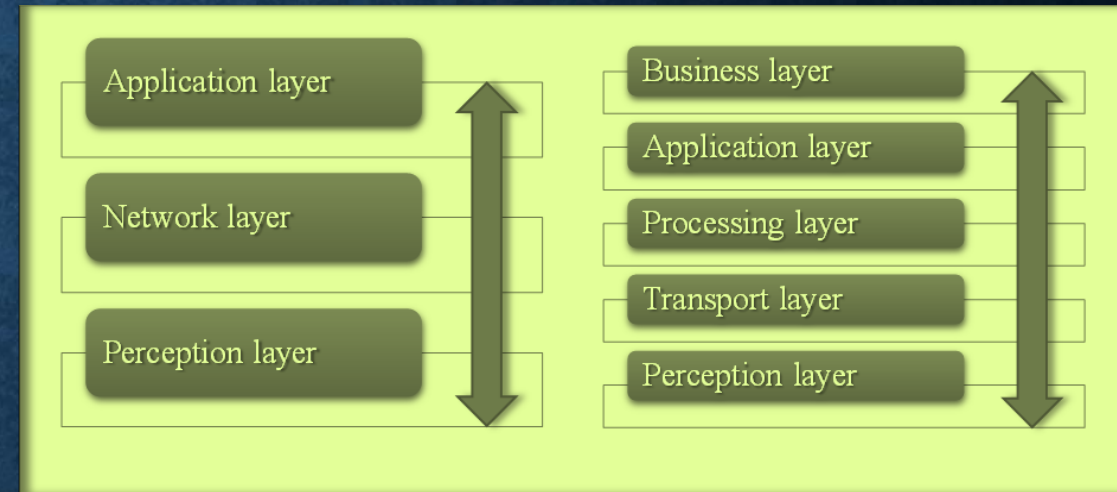 Application layer
Network layer
Perception layer
Business layer
Application layer
Processing layer
Transport layer
Perception layer